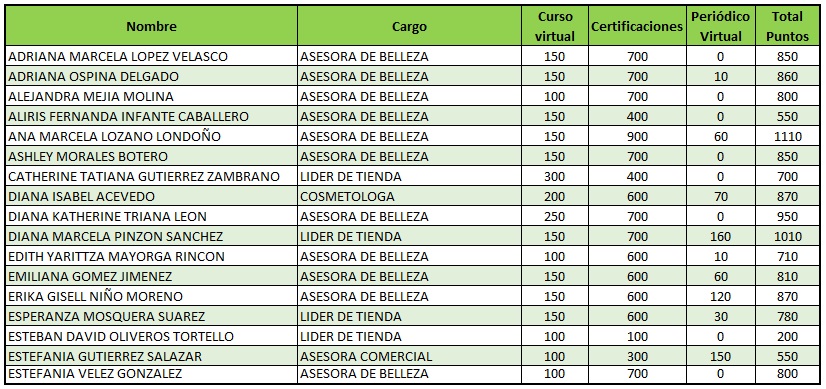 Nombre Cargo Curso virtual Certificaciones Periódico Virtual Total Puntos
ADRIANA MARCELA LOPEZ VELASCO ASESORA DE BELLEZA 150 700 0 850
ADRIANA OSPINA DELGADO ASESORA DE BELLEZA 150 700 10 860
ALEJANDRA MEJIA MOLINA ASESORA DE BELLEZA 100 700 0 800
ALIRIS FERNANDA INFANTE CABALLERO ASESORA DE BELLEZA 150 400 0 550
ANA MARCELA LOZANO LONDOÑO ASESORA DE BELLEZA 150 900 60 1110
ASHLEY MORALES BOTERO ASESORA DE BELLEZA 150 700 0 850
CATHERINE TATIANA GUTIERREZ ZAMBRANO LIDER DE TIENDA 300 400 0 700
DIANA ISABEL ACEVEDO COSMETOLOGA 200 600 70 870
DIANA KATHERINE TRIANA LEON ASESORA DE BELLEZA 250 700 0 950
DIANA MARCELA PINZON SANCHEZ LIDER DE TIENDA 150 700 160 1010
EDITH YARITTZA MAYORGA RINCON ASESORA DE BELLEZA 100 600 10 710
EMILIANA GOMEZ JIMENEZ ASESORA DE BELLEZA 150 600 60 810
ERIKA GISELL NIÑO MORENO ASESORA DE BELLEZA 150 600 120 870
ESPERANZA MOSQUERA SUAREZ LIDER DE TIENDA 150 600 30 780
ESTEBAN DAVID OLIVEROS TORTELLO LIDER DE TIENDA 100 100 0 200
ESTEFANIA GUTIERREZ SALAZAR ASESORA COMERCIAL 100 300 150 550
ESTEFANIA VELEZ GONZALEZ ASESORA DE BELLEZA 100 700 0 800